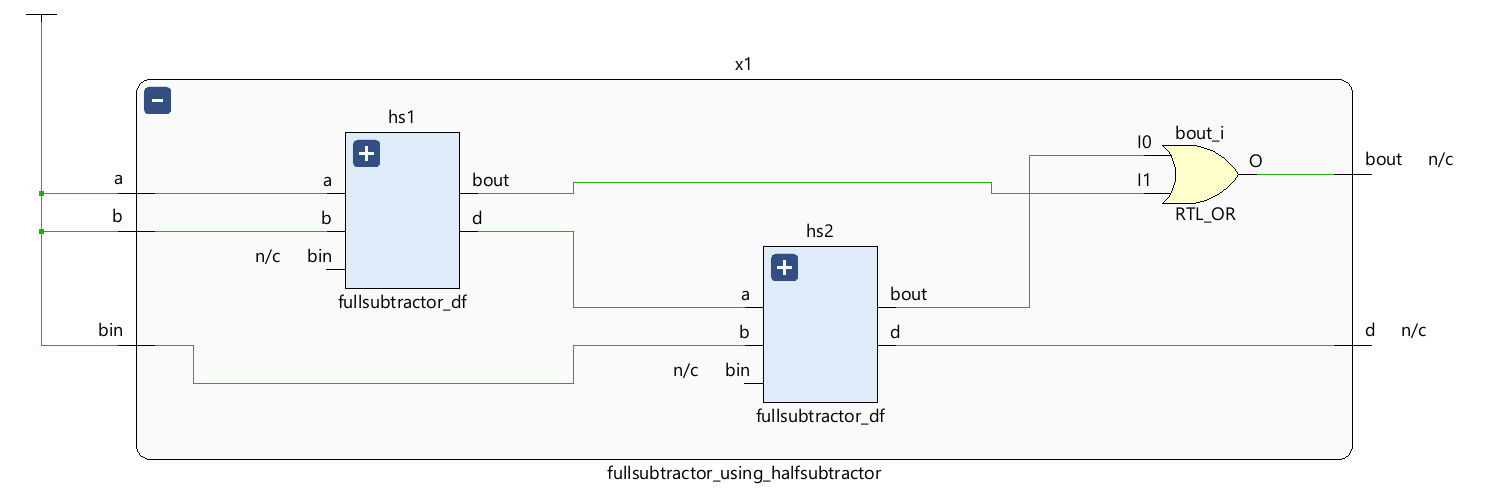 x1
hs1
bout_i
I0
O
bout n/c
a
a
bout
I1
b
b
d
RTL_OR
n/c bin
hs2
fullsubtractor_df
a
bout
bin
b
d
d n/c
n/c bin
fullsubtractor_df
fullsubtractor_using_halfsubtractor